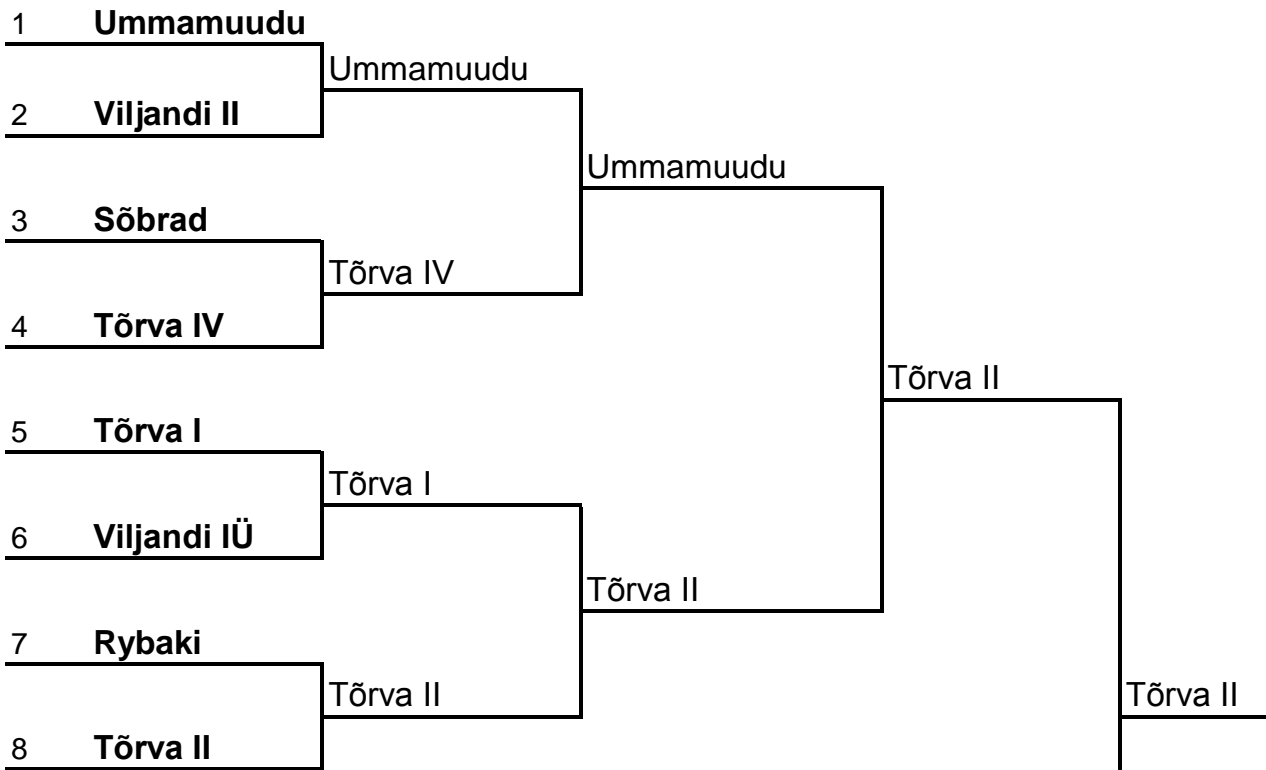 1 Ummamuudu
Ummamuudu
2 Viljandi II
Ummamuudu
3 Sõbrad
Tõrva IV
4 Tõrva IV
Tõrva II
5 Tõrva I
Tõrva I
6 Viljandi IÜ
Tõrva II
7 Rybaki
Tõrva II
Tõrva II
8 Tõrva II